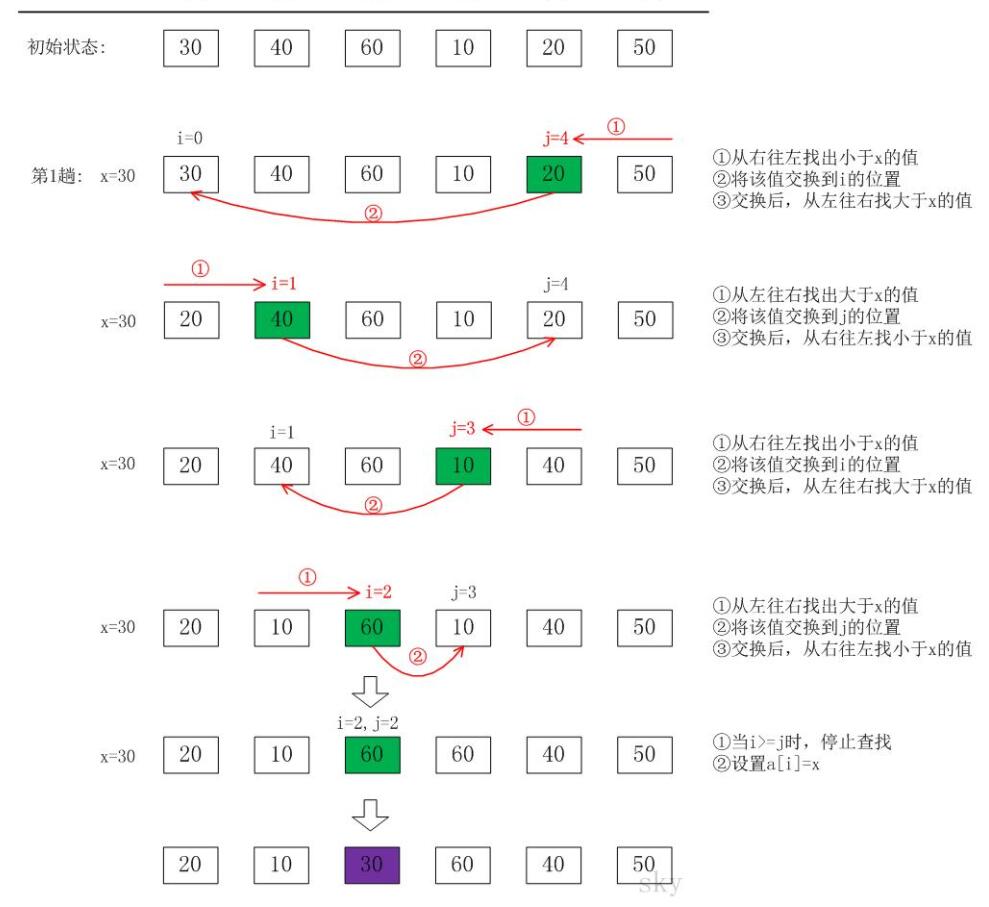 初始状态: 30 40 60 10 20 50
i=0 j=4 ①
第1趟: x=30 30 40 60 10 20 50
②
①从右往左找出小于x的值
②将该值交换到i的位置
③交换后，从左往右找大于x的值
① i=1 j=4
x=30 20 40 60 10 20 50
②
①从左往右找出大于x的值
②将该值交换到j的位置
③交换后，从右往左找小于x的值
i=1 j=3 ①
x=30 20 40 60 10 40 50
②
①从右往左找出小于x的值
②将该值交换到i的位置
③交换后，从左往右找大于x的值
① i=2 j=3
x=30 20 10 60 10 40 50
②
①从左往右找出大于x的值
②将该值交换到j的位置
③交换后，从右往左找小于x的值
i=2, j=2
x=30 20 10 60 60 40 50
①当i>=j时，停止查找
②设置a[i]=x
20 10 30 60 40 50
sky